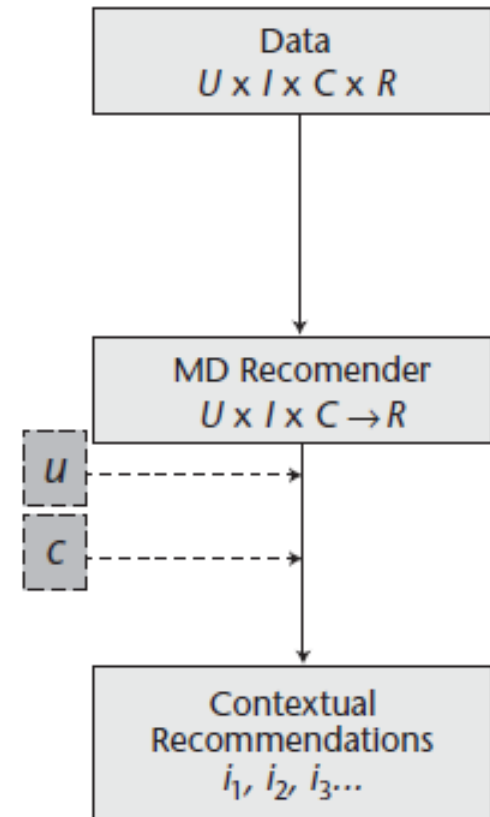 Data
U x I x C x R
MD Recomender
U x I x C → R
u
c
Contextual
Recommendations
i₁, i₂, i₃...